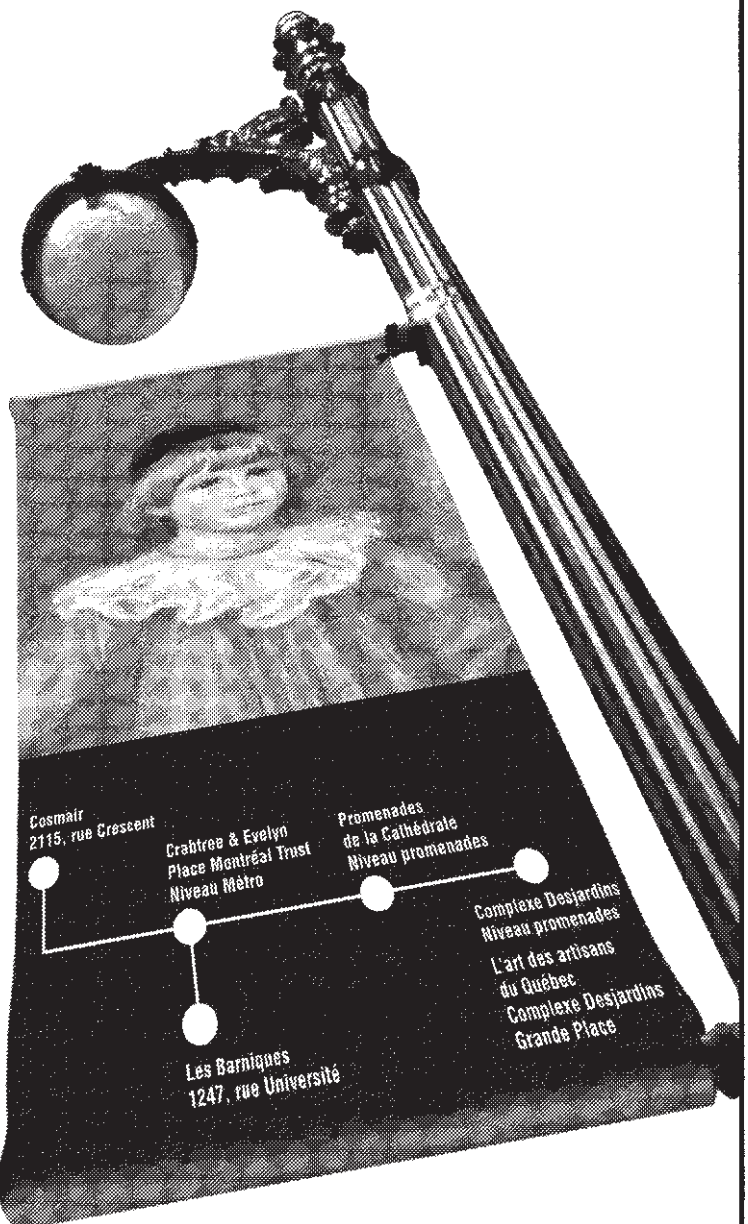 Cosmair
2115, rue Crescent
Crabtree & Evelyn
Place Montréal Trust
Niveau Métro
Promenades
de la Cathédrale
Niveau promenades
Complexe Desjardins
Niveau promenades
L'art des artisans
du Québec
Complexe Desjardins
Grande Place
Les Barniques
1247, rue Université